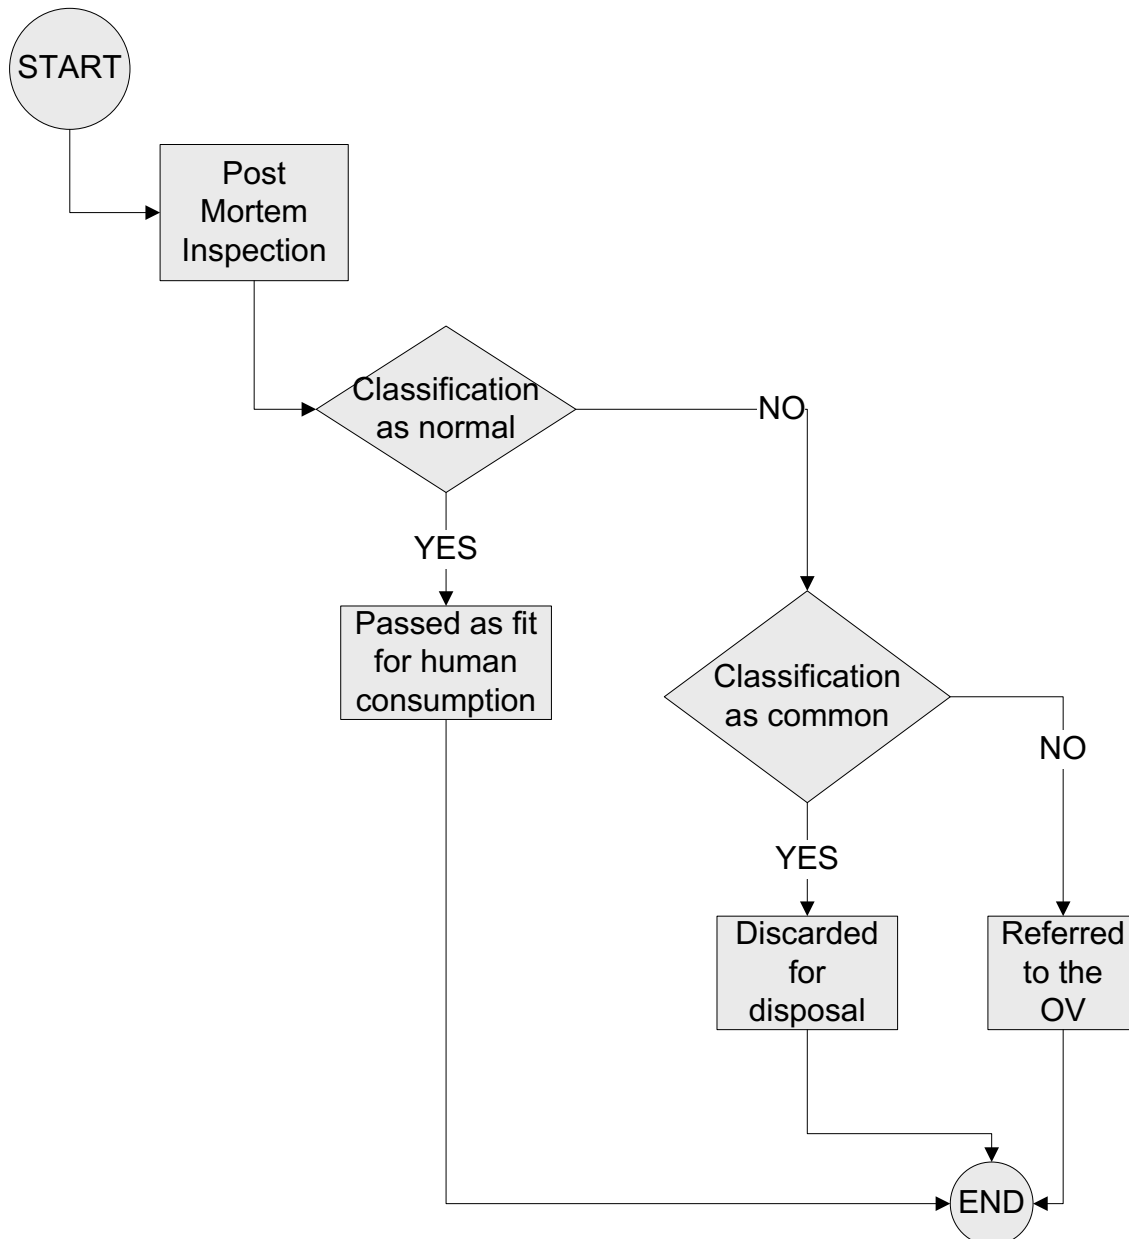 START
Post
Mortem
Inspection
Classification
as normal
NO
YES
Passed as fit
for human
consumption
Classification
as common
NO
YES
Discarded
for
disposal
Referred
to the
OV
END